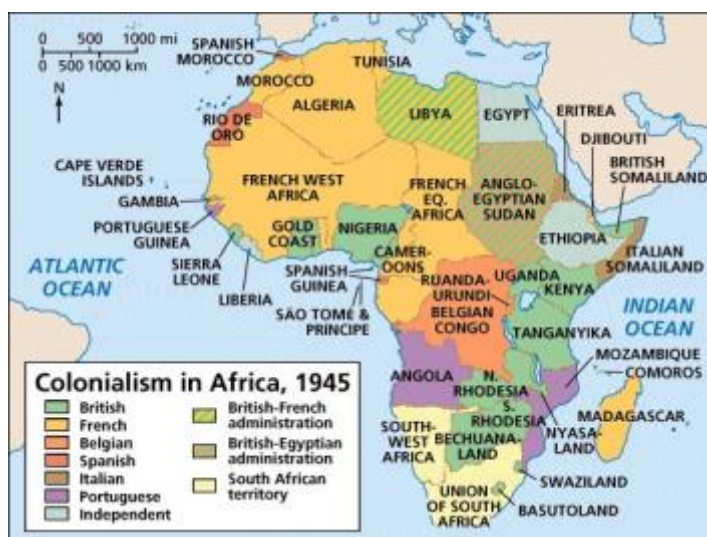 0 500 1000 mi
0 500 1000 km
N
SPANISH
MOROCCO
MOROCCO
TUNISIA
ALGERIA
LIBYA
EGYPT
RIO DE
ORO
ERITREA
DJIBOUTI
BRITISH
SOMALILAND
CAPE VERDE
ISLANDS
GAMBIA
PORTUGUESE
GUINEA
FRENCH WEST
AFRICA
FRENCH
EQ.
AFRICA
ANGLO-
EGYPTIAN
SUDAN
GOLD
COAST
NIGERIA
ETHIOPIA
ITALIAN
SOMALILAND
SIERRA
LEONE
LIBERIA
CAMER-
OONS
SPANISH
GUINEA
SÃO TOMÉ &
PRINCIPE
ATLANTIC
OCEAN
RUANDA-
URUNDI
UGANDA
KENYA
BELGIAN
CONGO
INDIAN
OCEAN
TANGANYIKA
MOZAMBIQUE
COMOROS
ANGOLA
N.
RHODESIA
S.
RHODESIA
NYASA-
LAND
MADAGASCAR
SOUTH-
WEST
AFRICA
BECHUANA-
LAND
SWAZILAND
UNION
OF SOUTH
AFRICA
BASUTOLAND
Colonialism in Africa, 1945
British
French
Belgian
Spanish
Italian
Portuguese
Independent
British-French
administration
British-Egyptian
administration
South African
territory